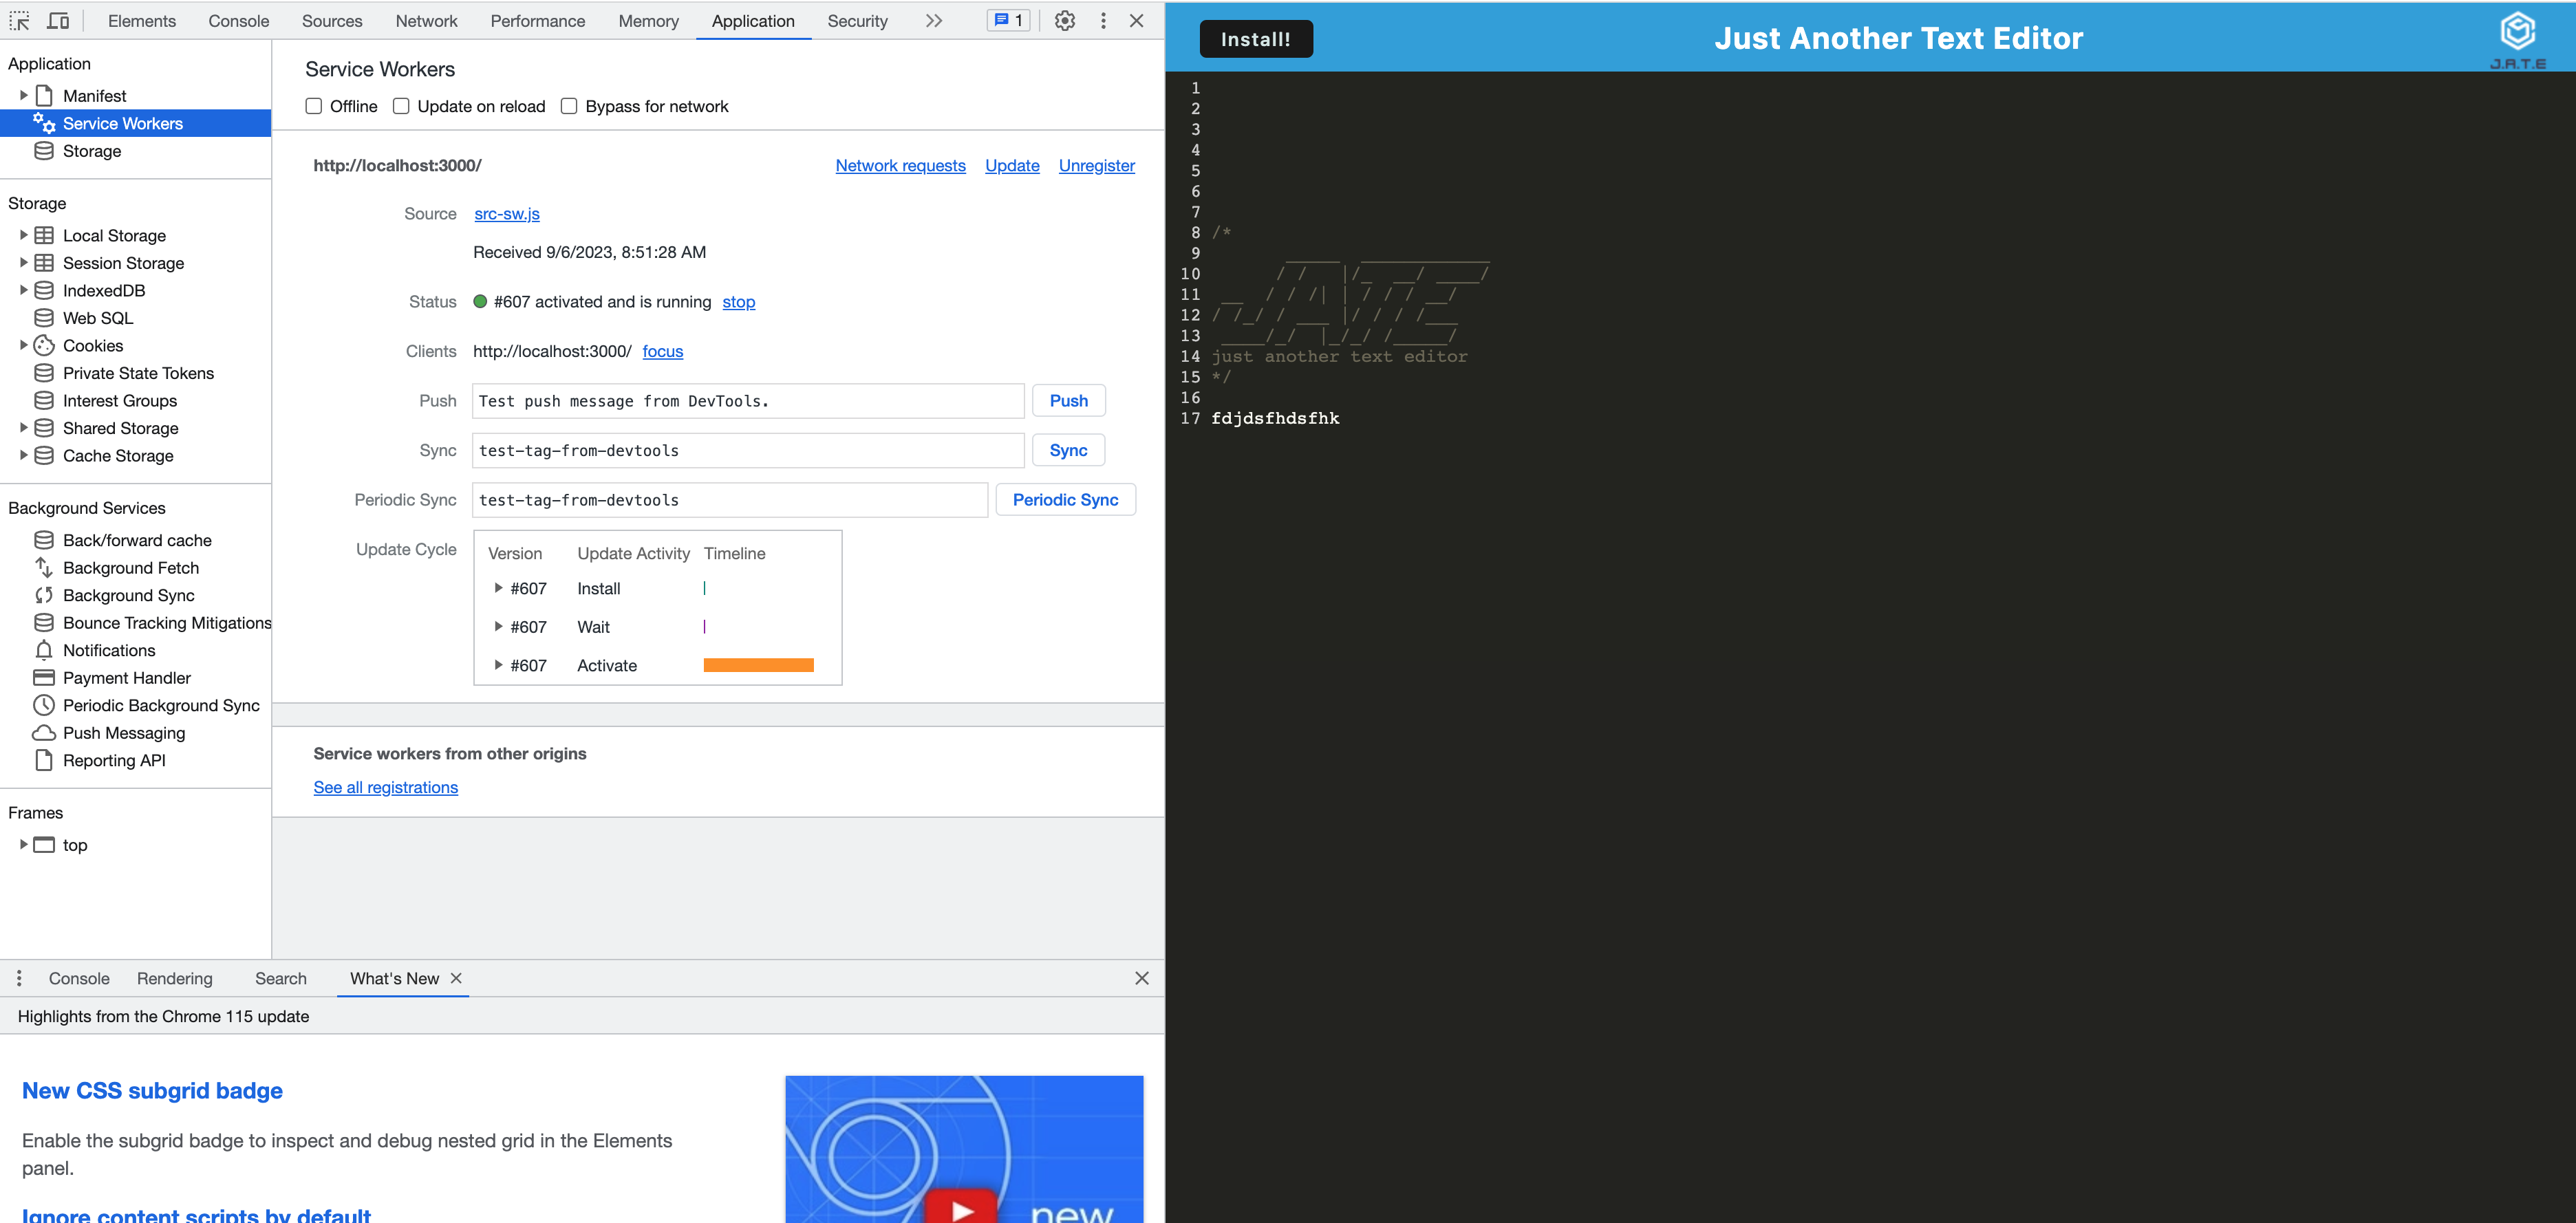 Elements Console Sources Network Performance Memory Application Security 1
Application
Manifest
Service Workers
Storage
Storage
Local Storage
Session Storage
IndexedDB
Web SQL
Cookies
Private State Tokens
Interest Groups
Shared Storage
Cache Storage
Background Services
Back/forward cache
Background Fetch
Background Sync
Bounce Tracking Mitigations
Notifications
Payment Handler
Periodic Background Sync
Push Messaging
Reporting API
Frames
top
Service Workers
Offline Update on reload Bypass for network
http://localhost:3000/ Network requests Update Unregister
Source src-sw.js
Received 9/6/2023, 8:51:28 AM
Status #607 activated and is running stop
Clients http://localhost:3000/ focus
Push Test push message from DevTools. Push
Sync test-tag-from-devtools Sync
Periodic Sync test-tag-from-devtools Periodic Sync
Update Cycle Version Update Activity Timeline
#607 Install
#607 Wait
#607 Activate
Service workers from other origins
See all registrations
Console Rendering Search What's New
Highlights from the Chrome 115 update
New CSS subgrid badge
Enable the subgrid badge to inspect and debug nested grid in the Elements
panel.
Ignore content scripts by default
new
Install! Just Another Text Editor J.A.T.E
1
2
3
4
5
6
7
8 /*
9
10
11
12
13
14 just another text editor
15 */
16
17 fdjdsfhdsfhk